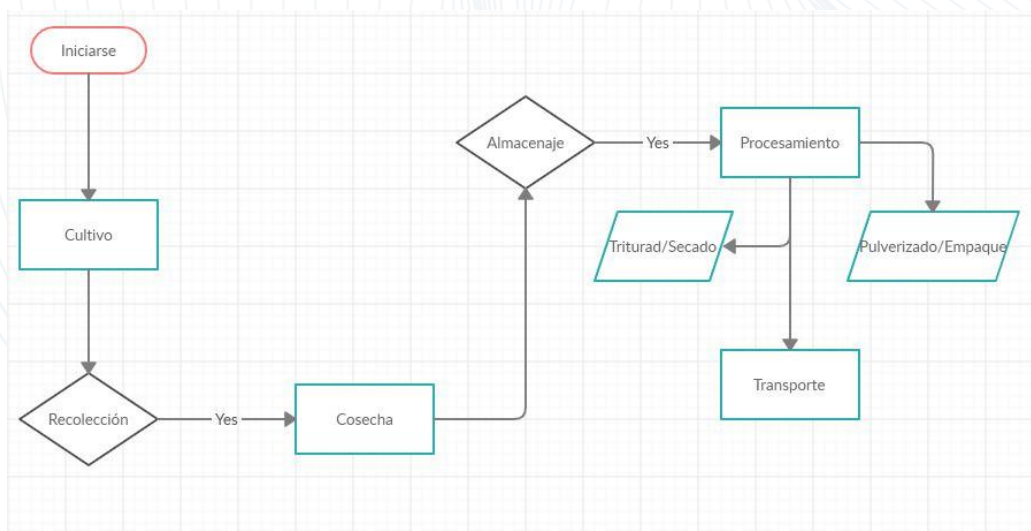 Iniciarse
Cultivo
Recolección
Yes
Cosecha
Almacenaje
Yes
Procesamiento
Triturad/Secado
Pulverizado/Empaque
Transporte